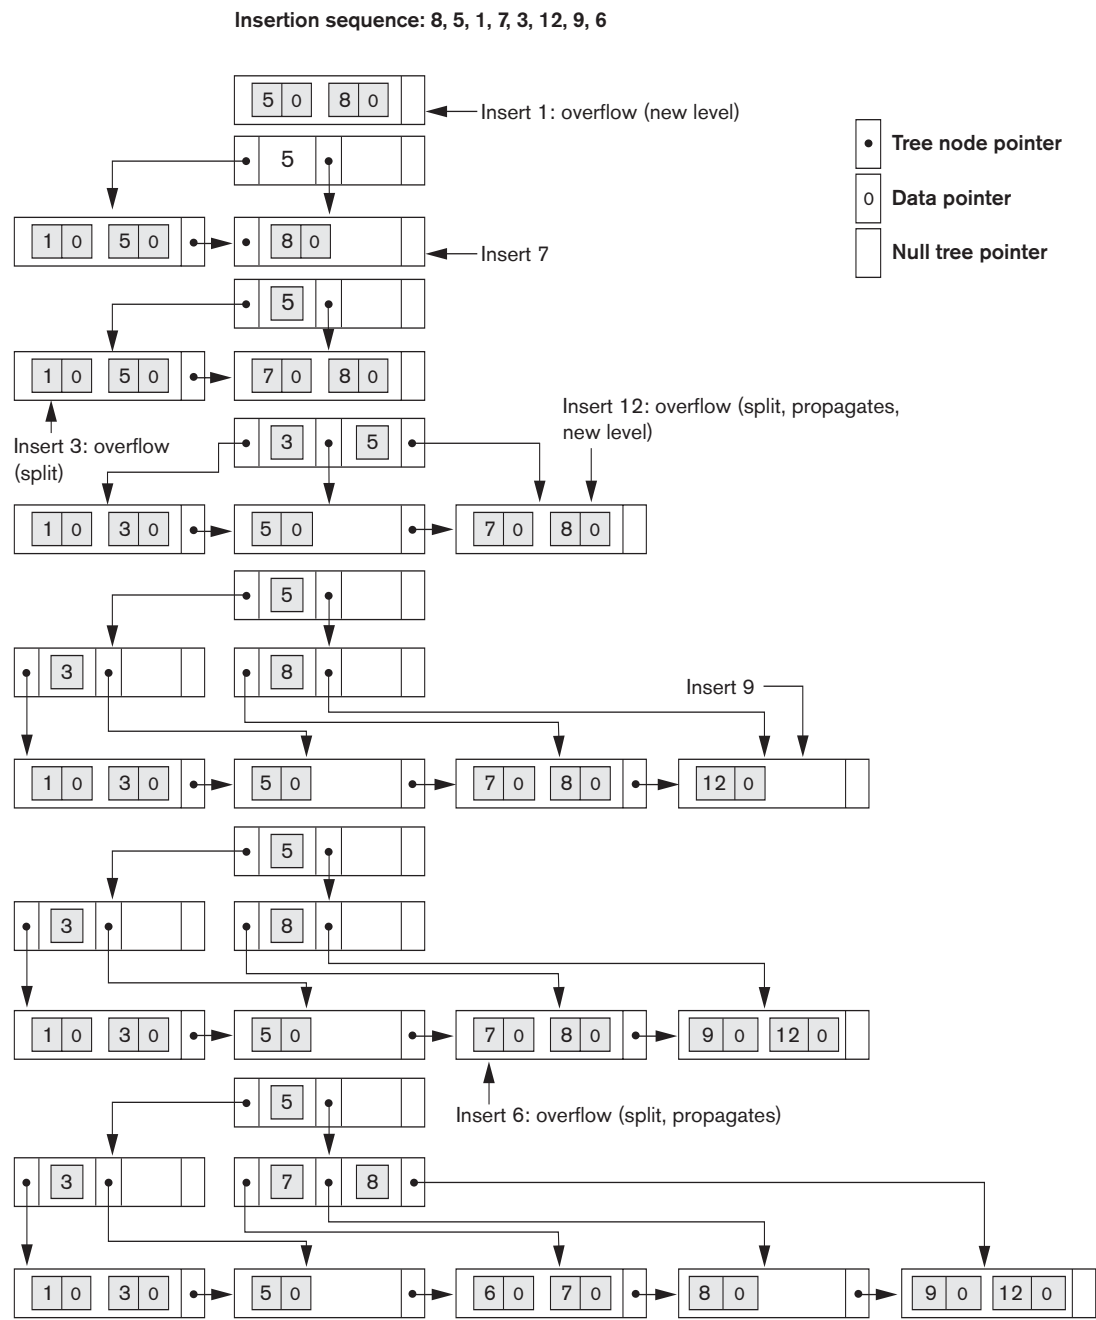 Insertion sequence: 8, 5, 1, 7, 3, 12, 9, 6
5 0 8 0
Insert 1: overflow (new level)
5
Tree node pointer
0 Data pointer
Null tree pointer
1 0 5 0 8 0
Insert 7
5
1 0 5 0 7 0 8 0
Insert 3: overflow
(split)
Insert 12: overflow (split, propagates,
new level)
3 5
1 0 3 0 5 0 7 0 8 0
5
3 8
Insert 9
1 0 3 0 5 0 7 0 8 0 12 0
5
3 8
1 0 3 0 5 0 7 0 8 0 9 0 12 0
Insert 6: overflow (split, propagates)
5
3 7 8
1 0 3 0 5 0 6 0 7 0 8 0 9 0 12 0